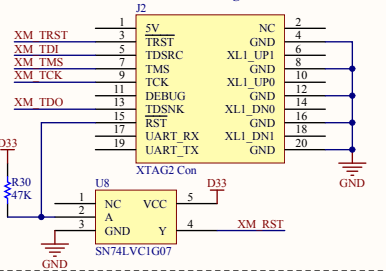 J2
1 5V NC 2
XM_TRST 3 TRST GND 4
XM_TDI 5 TDSRC XL1_UP1 6
XM_TMS 7 TMS GND 8
XM_TCK 9 TCK XL1_UP0 10
11 DEBUG GND 12
XM_TDO 13 TDSNK XL1_DN0 14
15 RST GND 16
17 UART_RX XL1_DN1 18
19 UART_TX GND 20
XTAG2 Con
GND
D33
R30
47K
U8
D33
1 NC VCC 5
2 A
3 GND Y 4 XM_RST
SN74LVC1G07
GND